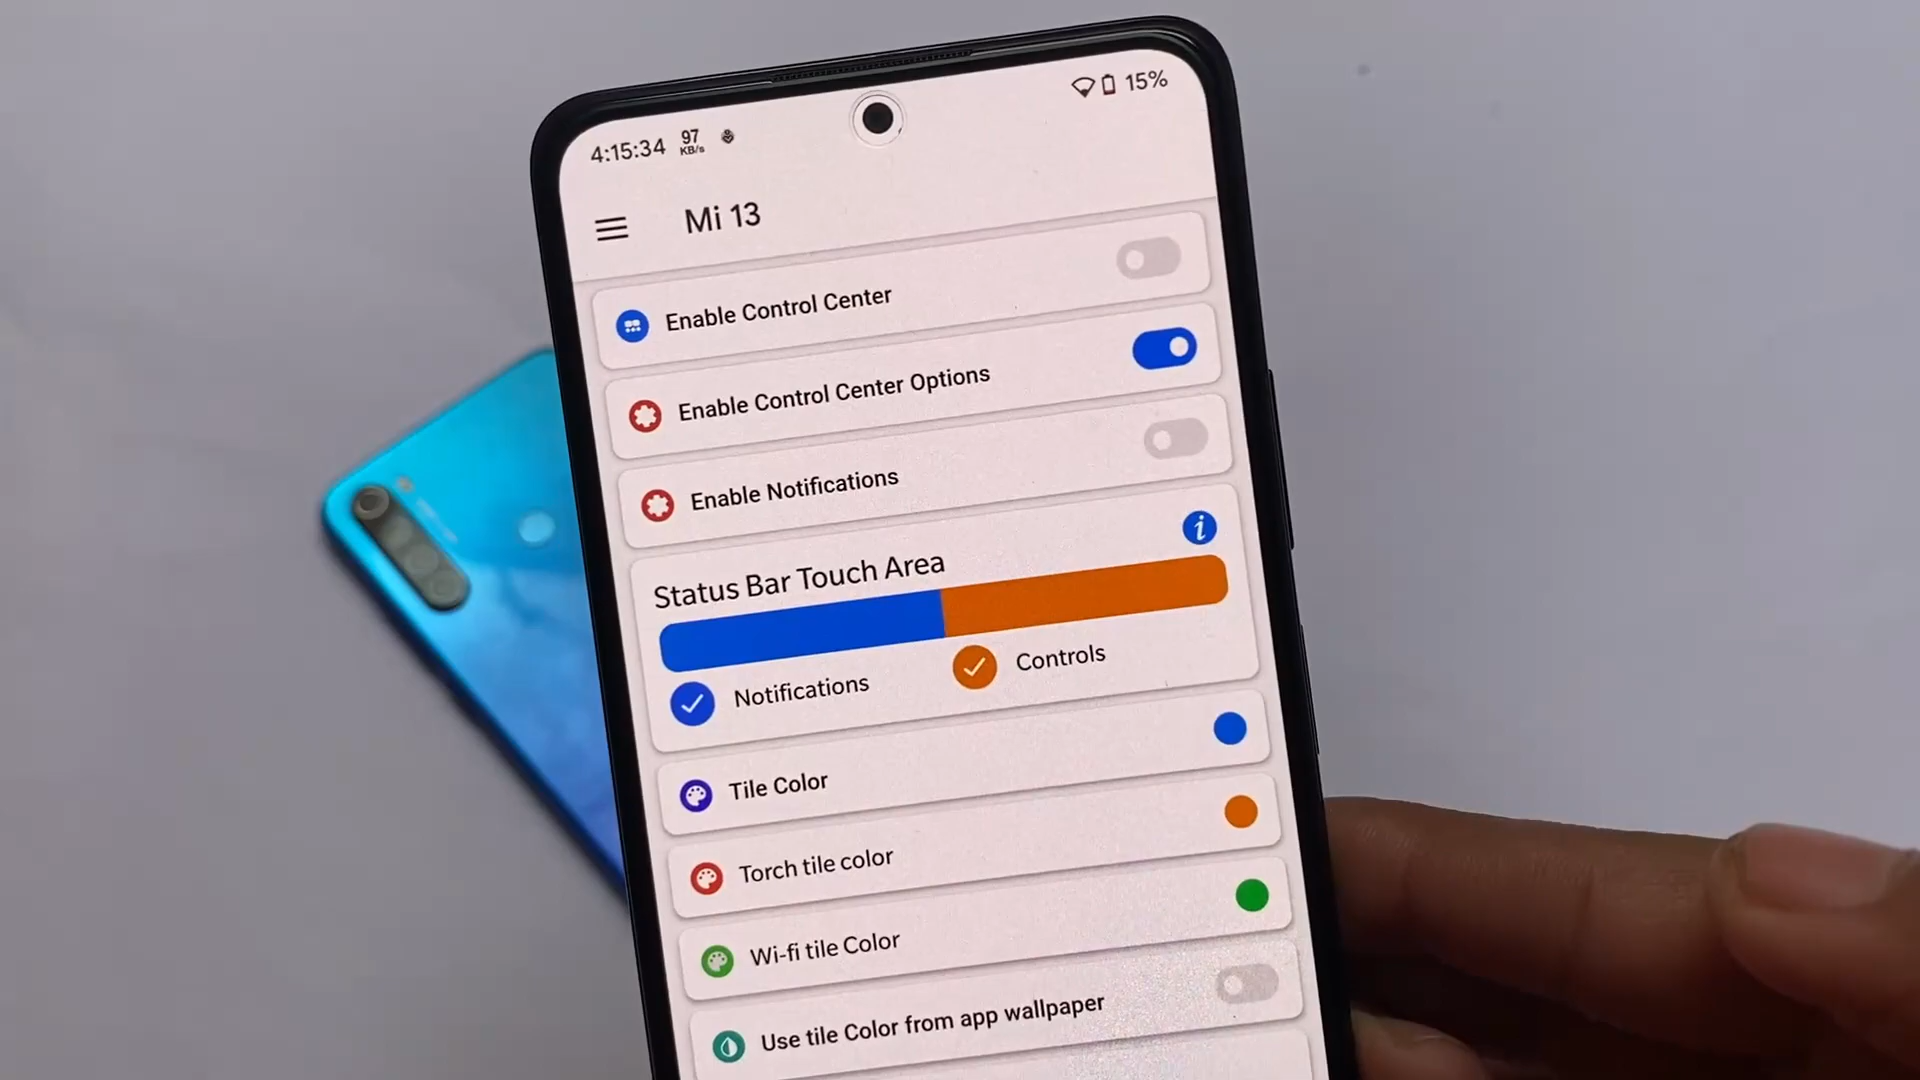 4:15:34 97 KB/s 15%
Mi 13
Enable Control Center
Enable Control Center Options
Enable Notifications
i
Status Bar Touch Area
Notifications Controls
Tile Color
Torch tile color
Wi-fi tile Color
Use tile Color from app wallpaper